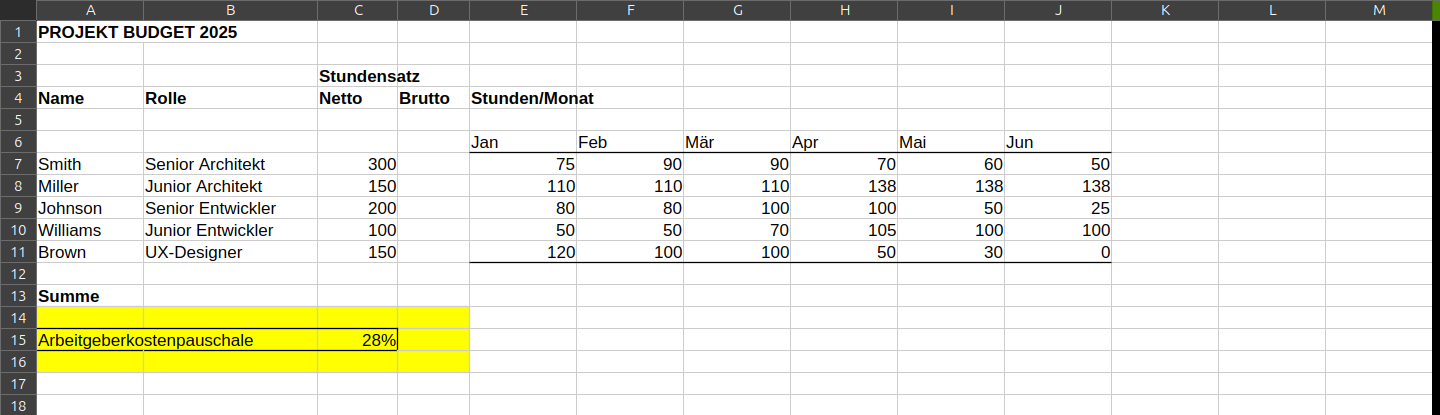 A B C D E F G H I J K L M
1 PROJEKT BUDGET 2025
2
3 Stundensatz
4 Name Rolle Netto Brutto Stunden/Monat
5
6 Jan Feb Mär Apr Mai Jun
7 Smith Senior Architekt 300 75 90 90 70 60 50
8 Miller Junior Architekt 150 110 110 110 138 138 138
9 Johnson Senior Entwickler 200 80 80 100 100 50 25
10 Williams Junior Entwickler 100 50 50 70 105 100 100
11 Brown UX-Designer 150 120 100 100 50 30 0
12
13 Summe
14
15 Arbeitgeberkostenpauschale 28%
16
17
18